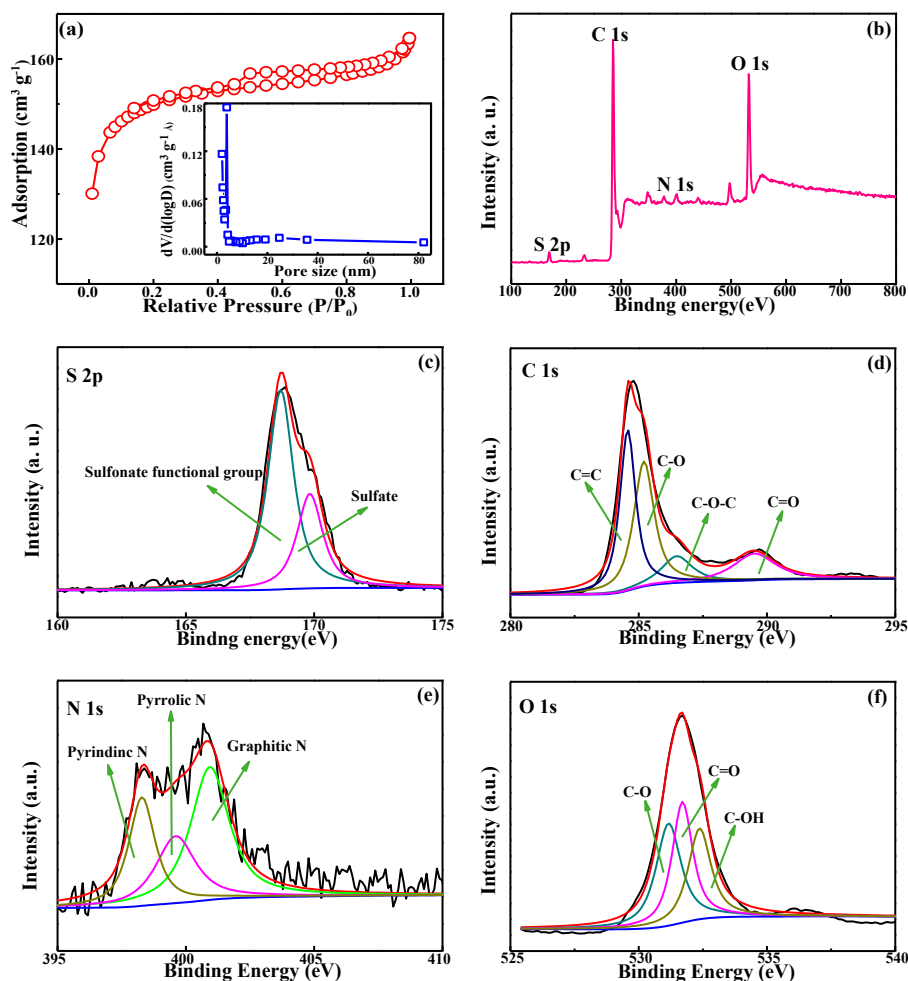 (a)
Adsorption (cm³ g⁻¹)
160
150
140
130
120
0.0 0.2 0.4 0.6 0.8 1.0
Relative Pressure (P/P₀)
dV/d(logD) (cm³ g⁻¹ Å)
0.18
0.12
0.06
0.00
0 20 40 60 80
Pore size (nm)
(b)
Intensity (a. u.)
C 1s
O 1s
N 1s
S 2p
100 200 300 400 500 600 700 800
Bindng energy(eV)
(c)
S 2p
Intensity (a. u.)
Sulfonate functional group
Sulfate
160 165 170 175
Bindng energy(eV)
(d)
C 1s
Intensity (a. u.)
C=C
C-O
C-O-C
C=O
280 285 290 295
Binding Energy (eV)
(e)
N 1s
Intensity (a.u.)
Pyrrolic N
Pyrindinc N
Graphitic N
395 400 405 410
Binding Energy (eV)
(f)
O 1s
Intensity (a.u.)
C-O
C=O
C-OH
525 530 535 540
Binding Energy (eV)